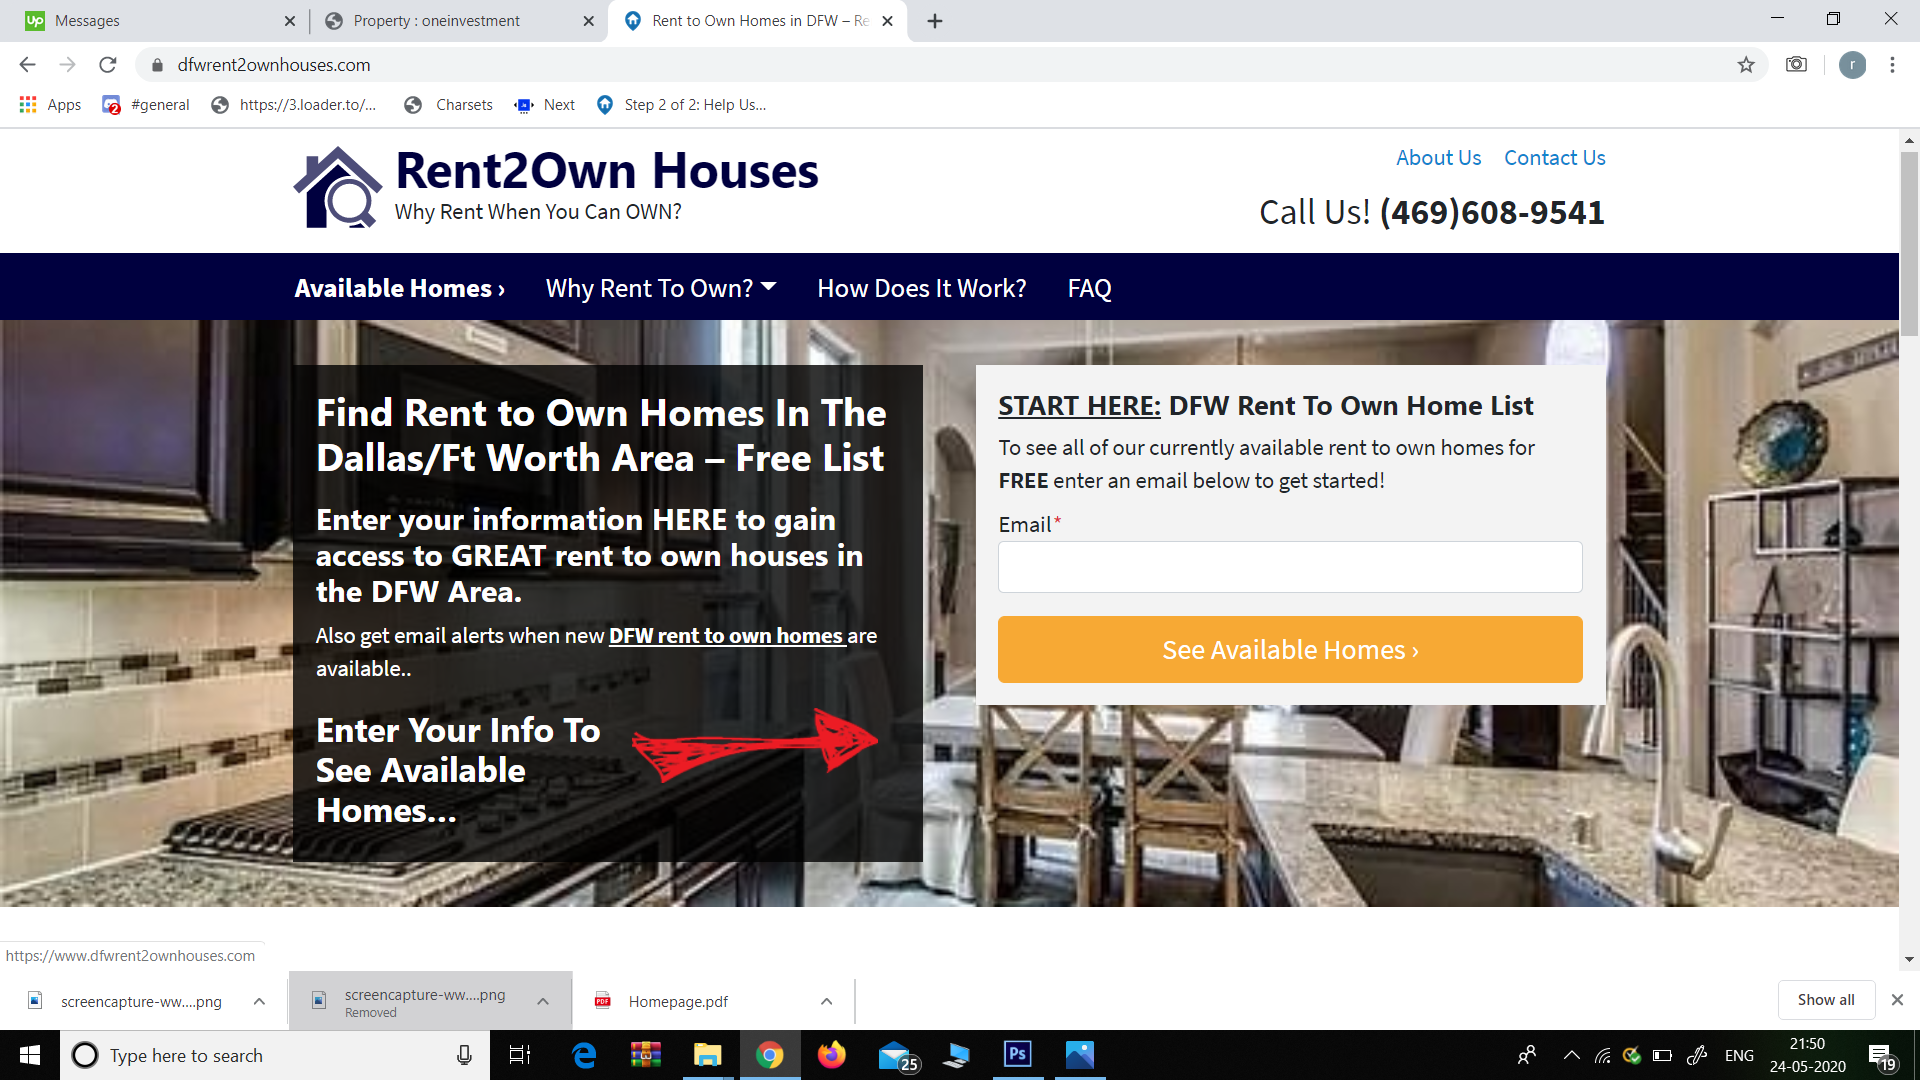 Messages
Property : oneinvestment
Rent to Own Homes in DFW – Re
dfwrent2ownhouses.com
r
Apps
2
#general
https://3.loader.to/...
Charsets
Next
Step 2 of 2: Help Us...
Rent2Own Houses
Why Rent When You Can OWN?
About Us
Contact Us
Call Us! (469)608-9541
Available Homes ›
Why Rent To Own?
How Does It Work?
FAQ
Find Rent to Own Homes In The
Dallas/Ft Worth Area – Free List
Enter your information HERE to gain
access to GREAT rent to own houses in
the DFW Area.
Also get email alerts when new DFW rent to own homes are
available..
Enter Your Info To
See Available
Homes...
START HERE: DFW Rent To Own Home List
To see all of our currently available rent to own homes for
FREE enter an email below to get started!
Email*
See Available Homes ›
https://www.dfwrent2ownhouses.com
screencapture-ww....png
screencapture-ww....png
Removed
PDF
Homepage.pdf
Show all
Type here to search
25
Ps
ENG
21:50
24-05-2020
19